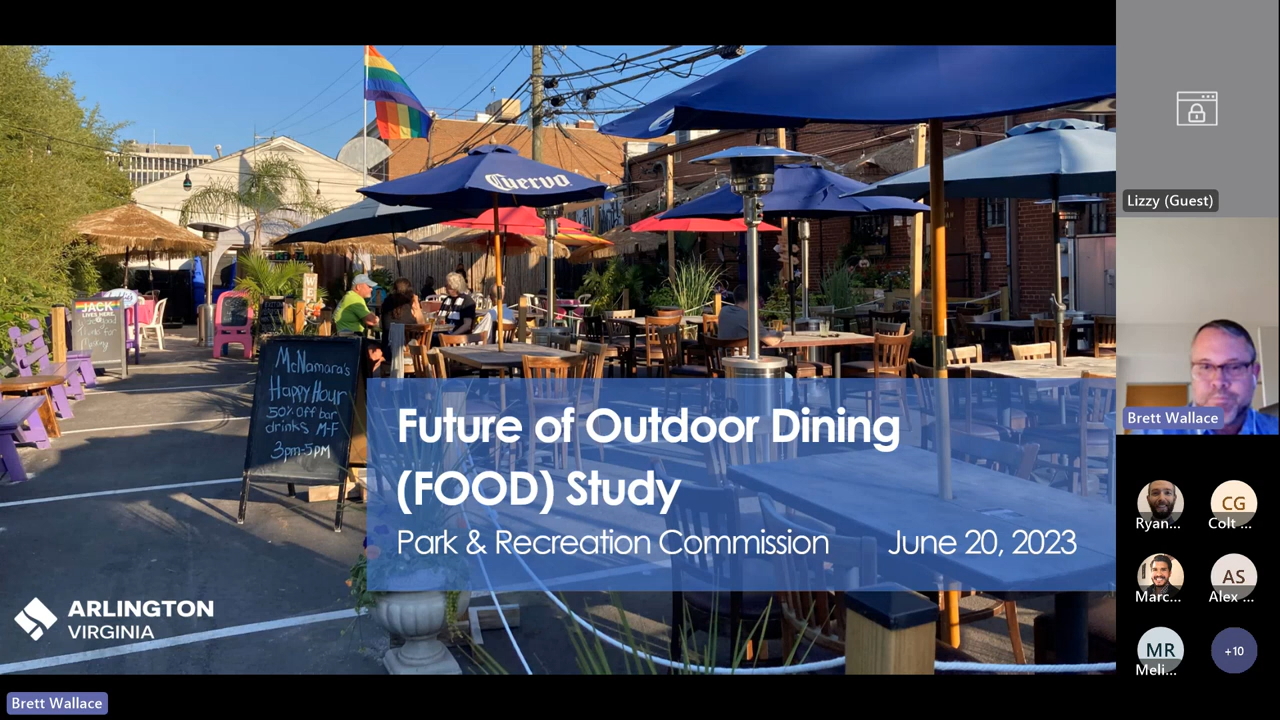 Cuervo
JACK
LIVES HERE
McNamara's
Happy Hour
50% Off bar
drinks M-F
3pm-5pm
Future of Outdoor Dining
(FOOD) Study
Park & Recreation Commission June 20, 2023
ARLINGTON
VIRGINIA
Brett Wallace
Lizzy (Guest)
Brett Wallace
CG
Ryan... Colt ...
AS
Marc... Alex ...
MR +10
Meli...